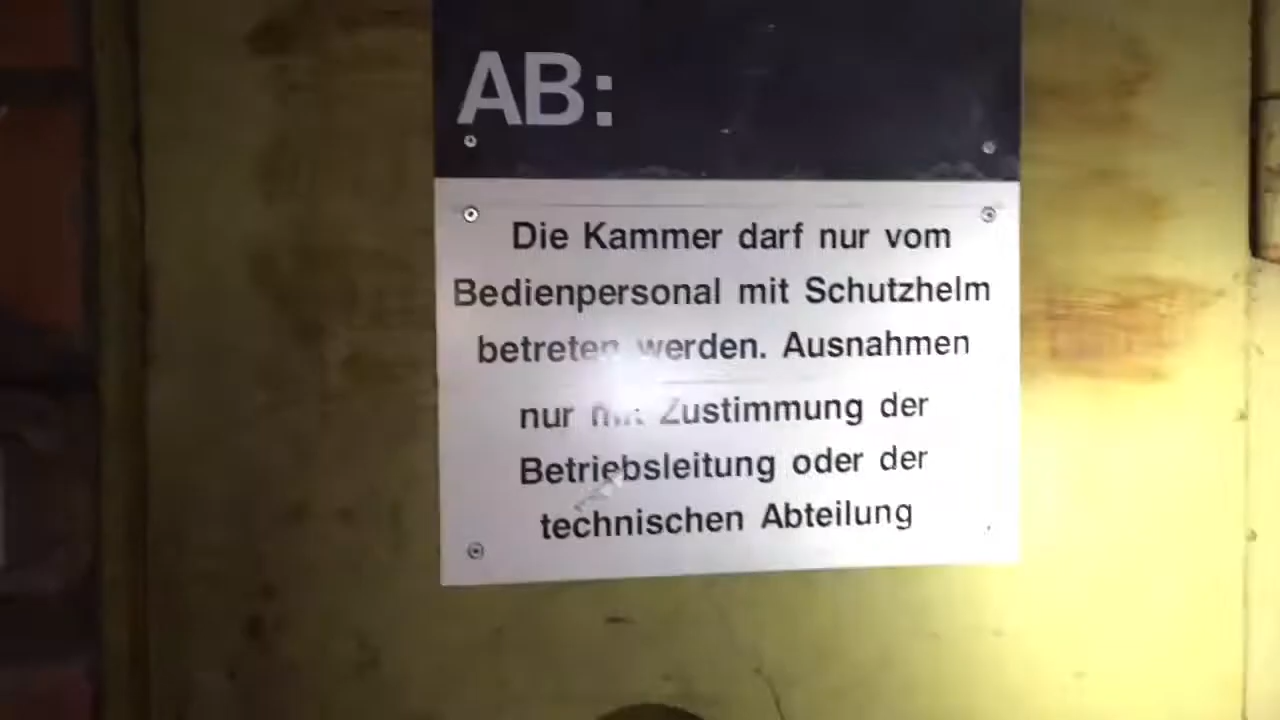 AB:
Die Kammer darf nur vom
Bedienpersonal mit Schutzhelm
betreten werden. Ausnahmen
nur mit Zustimmung der
Betriebsleitung oder der
technischen Abteilung